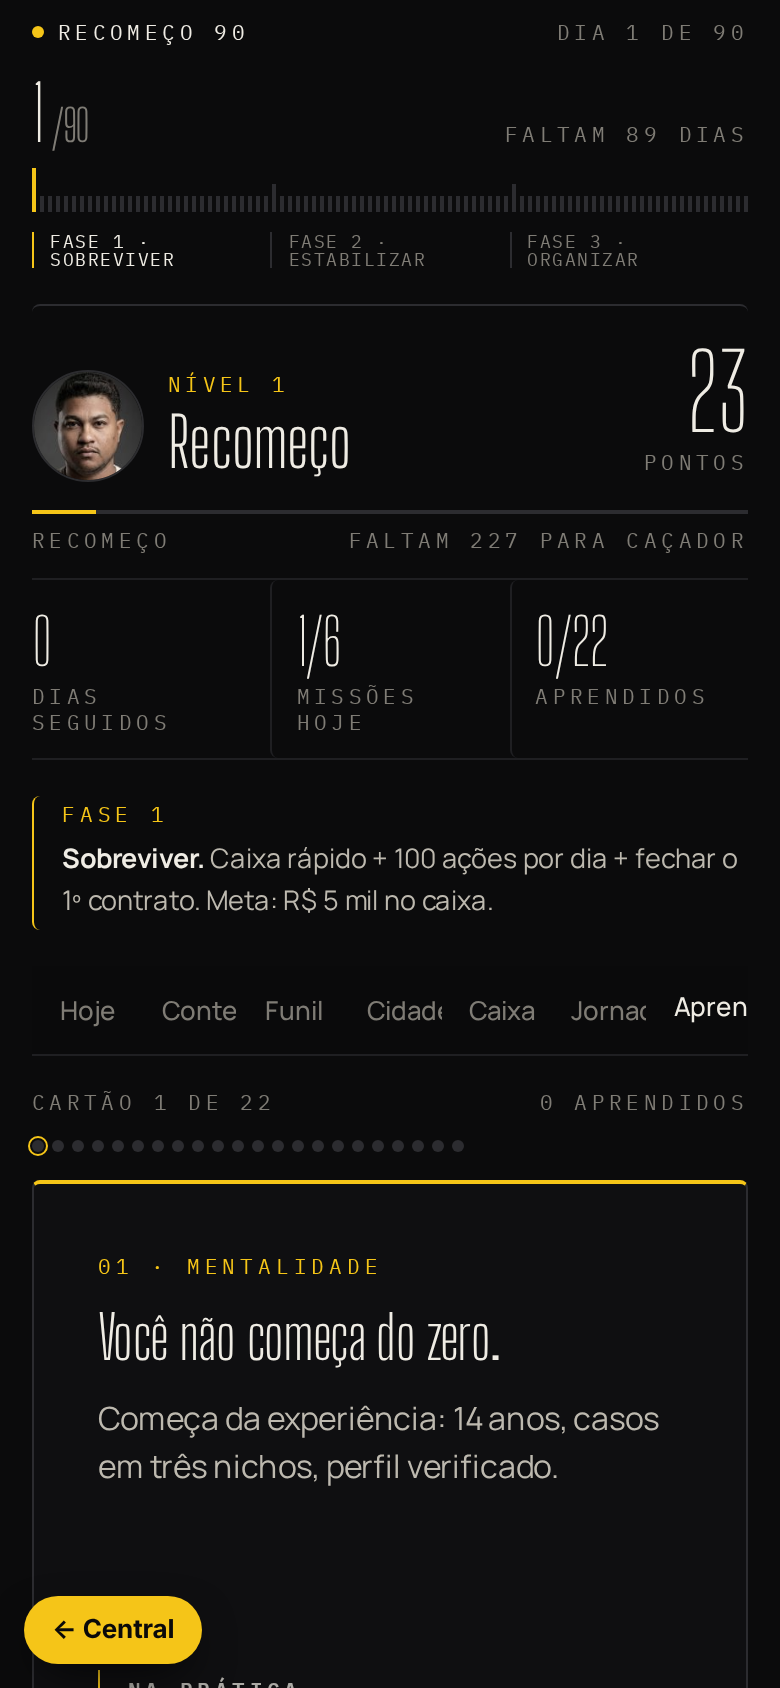 RECOMEÇO 90
DIA 1 DE 90
1/90
FALTAM 89 DIAS
FASE 1 ·
SOBREVIVER
FASE 2 ·
ESTABILIZAR
FASE 3 ·
ORGANIZAR
NÍVEL 1
Recomeço
23
PONTOS
RECOMEÇO
FALTAM 227 PARA CAÇADOR
0
DIAS
SEGUIDOS
1/6
MISSÕES
HOJE
0/22
APRENDIDOS
FASE 1
Sobreviver. Caixa rápido + 100 ações por dia + fechar o
1º contrato. Meta: R$ 5 mil no caixa.
Hoje Conte Funil Cidade Caixa Jornad Apren
CARTÃO 1 DE 22
0 APRENDIDOS
01 · MENTALIDADE
Você não começa do zero.
Começa da experiência: 14 anos, casos
em três nichos, perfil verificado.
← Central
NA PRÁTICA